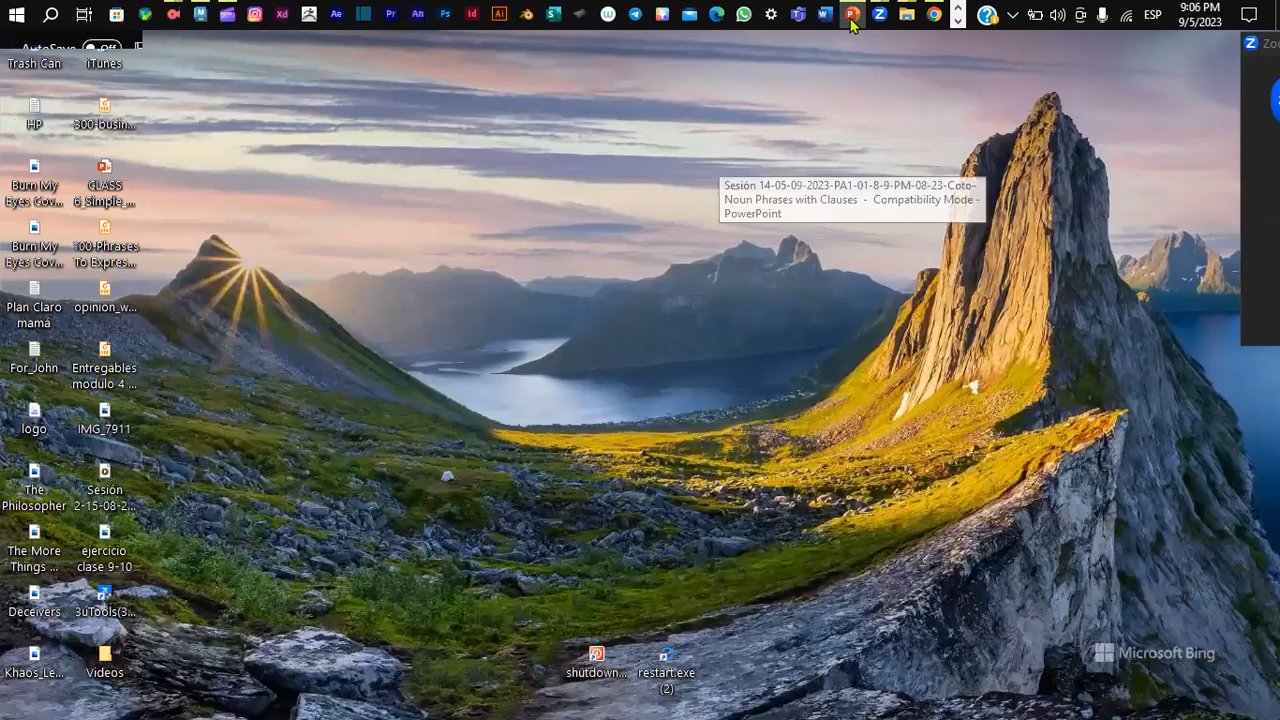 ESP
9:06 PM
9/5/2023
AutoSave Off
Trash Can
iTunes
Zoo
HP
300-busin...
Burn My
Eyes Cov...
CLASS
6_Simple_...
Sesión 14-05-09-2023-PA1-01-8-9-PM-08-23-Coto-
Noun Phrases with Clauses - Compatibility Mode -
PowerPoint
Burn My
Eyes Cov...
100-Phrases
To Expres...
Plan Claro
mamá
opinion_w...
For_John
Entregables
modulo 4 ...
logo
IMG_7911
The
Philosopher
Sesión
2-15-08-2...
The More
Things ...
ejercicio
clase 9-10...
Deceivers
3uTools(3...
Khaos_Le...
Videos
shutdown...
restart.exe
(2)
Microsoft Bing